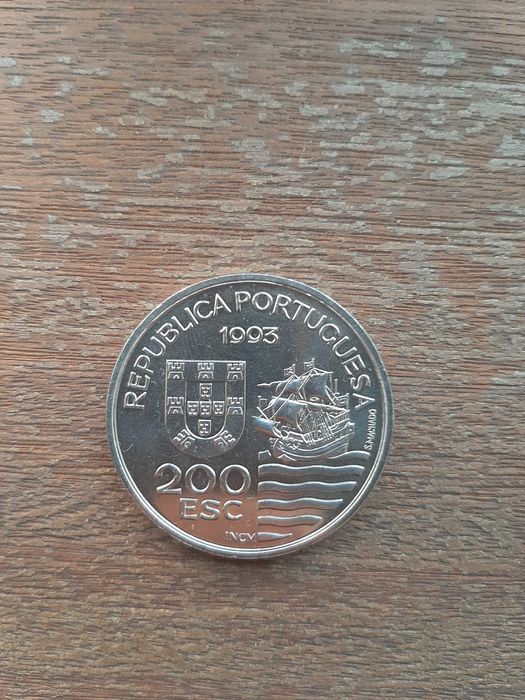 REPUBLICA PORTUGUESA
1993
S.MACHADO
200
ESC
INCM